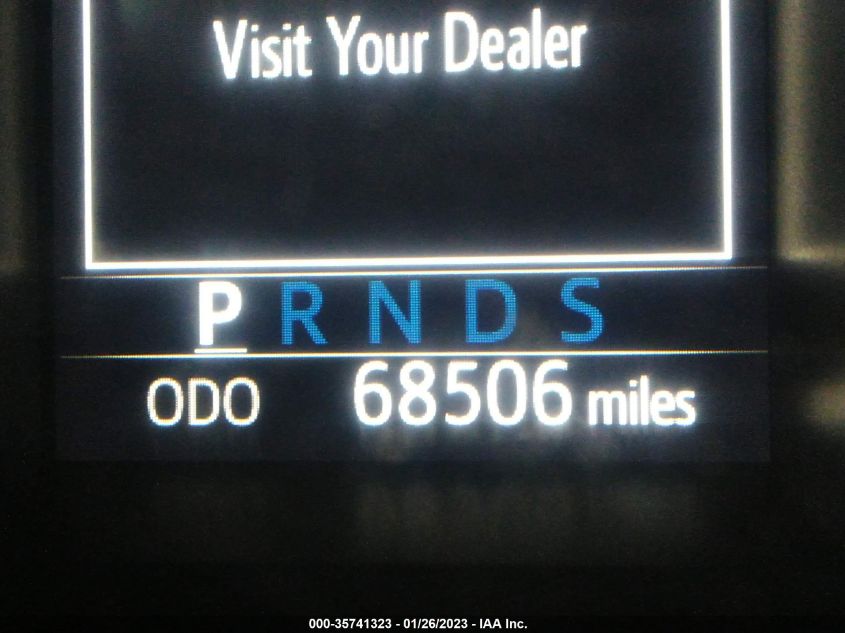 Visit Your Dealer
P R N D S
ODO 68506 miles
000-35741323 - 01/26/2023 - IAA Inc.